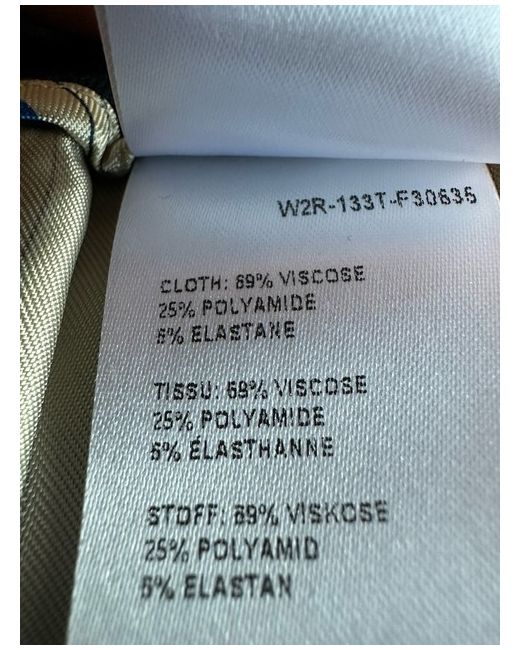 W2R-133T-F30635
CLOTH: 69% VISCOSE
25% POLYAMIDE
6% ELASTANE
TISSU: 69% VISCOSE
25% POLYAMIDE
6% ÉLASTHANNE
STOFF: 69% VISKOSE
25% POLYAMID
6% ELASTAN